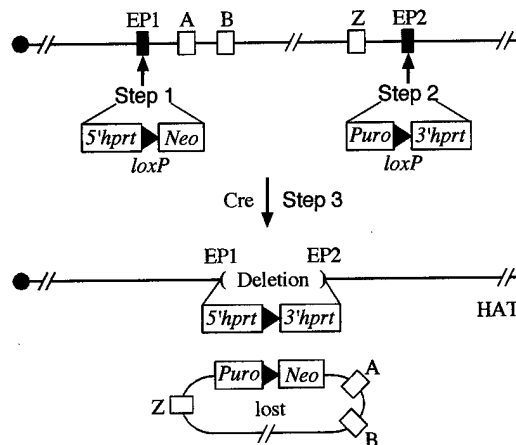 EP1 A B Z EP2
Step 1 Step 2
5'hprt Neo Puro 3'hprt
loxP loxP
Cre Step 3
EP1 EP2
( Deletion )
HAT
5'hprt 3'hprt
Puro Neo A
Z lost
B